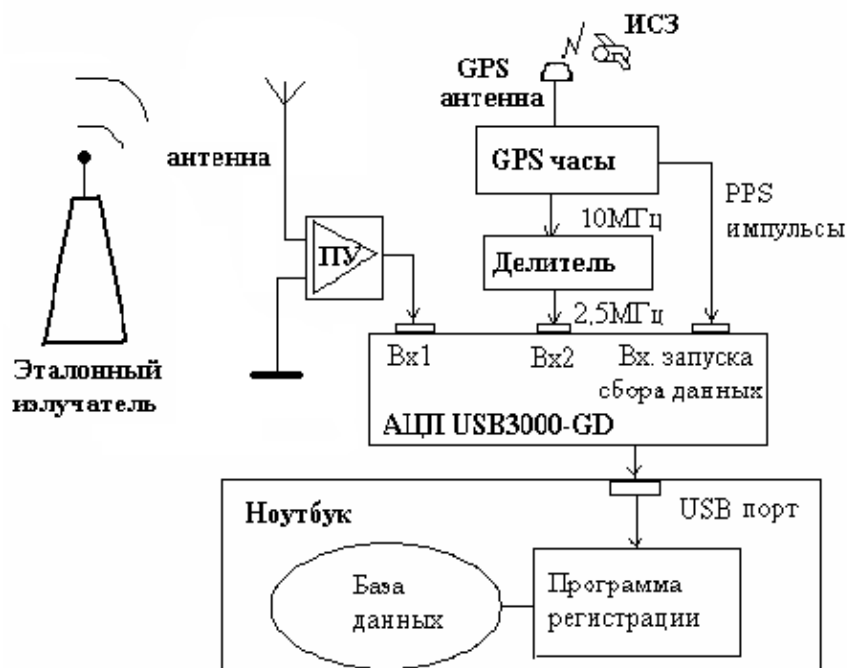 ИСЗ
GPS
антенна
антенна
GPS часы
PPS
импульсы
10МГц
ПУ
Делитель
2,5МГц
Вх1
Вх2
Вх. запуска
сбора данных
АЦП USB3000-GD
Эталонный
излучатель
USB порт
Ноутбук
База
данных
Программа
регистрации